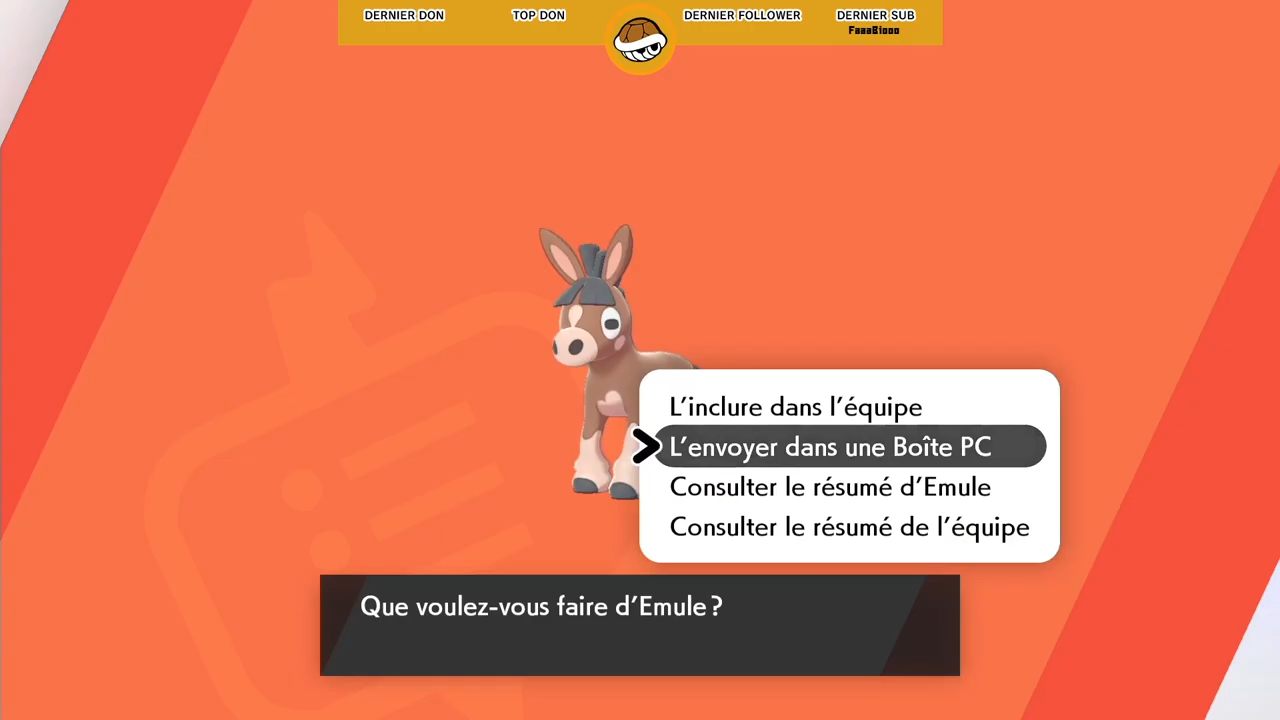 DERNIER DON TOP DON DERNIER FOLLOWER DERNIER SUB
FaaaBiooo
L'inclure dans l'équipe
L'envoyer dans une Boîte PC
Consulter le résumé d'Emule
Consulter le résumé de l'équipe
Que voulez-vous faire d'Emule ?